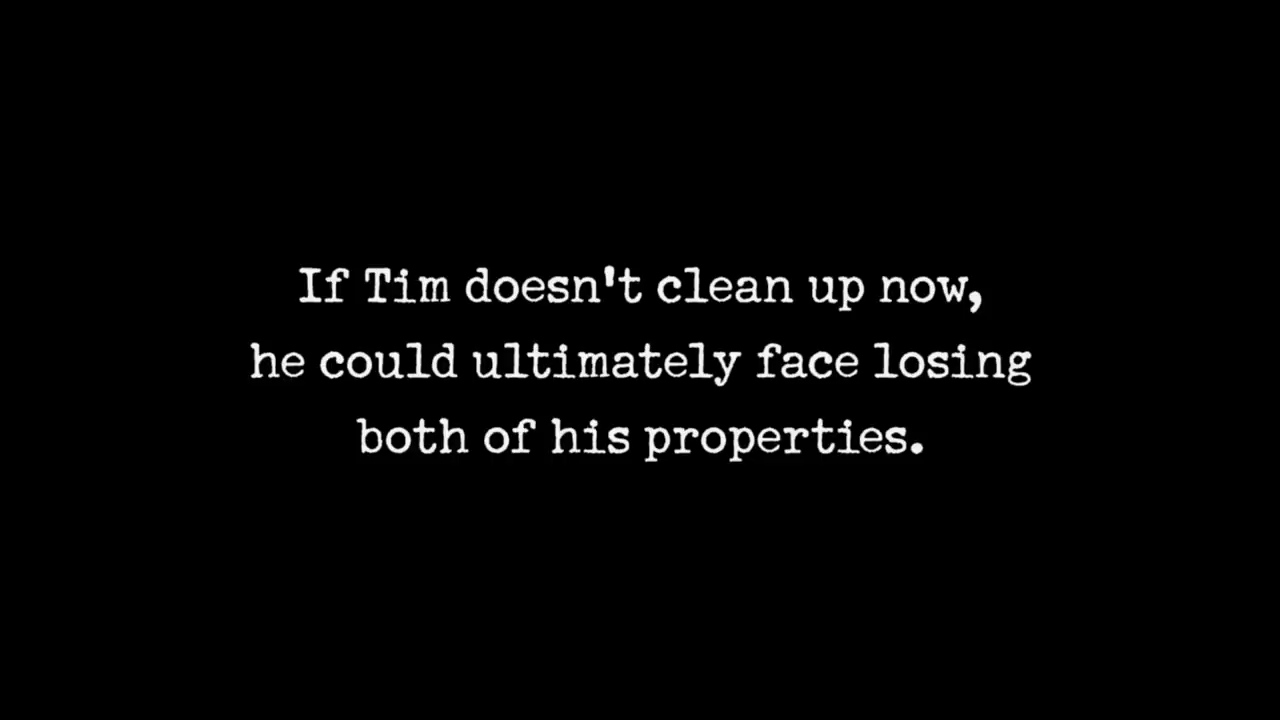 If Tim doesn't clean up now,
he could ultimately face losing
both of his properties.